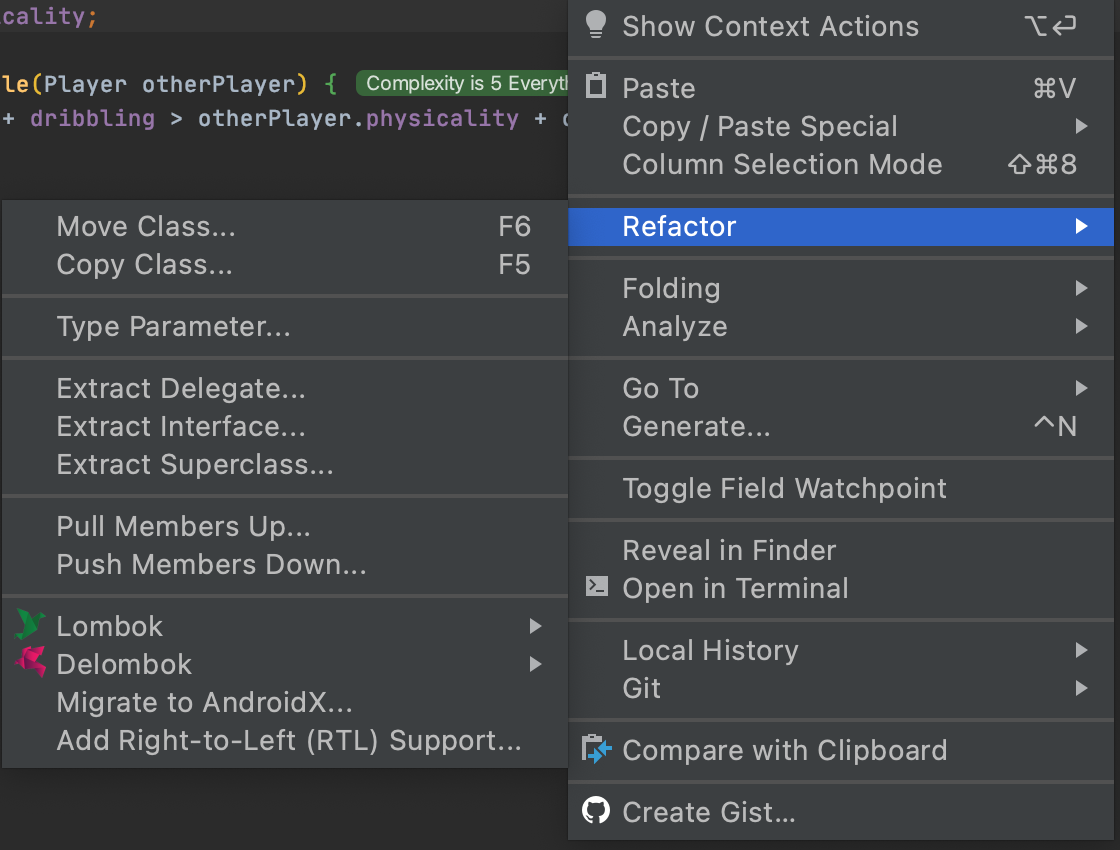 cality;
le(Player otherPlayer) { Complexity is 5 Everyth
+ dribbling > otherPlayer.physicality +
Move Class... F6
Copy Class... F5
Type Parameter...
Extract Delegate...
Extract Interface...
Extract Superclass...
Pull Members Up...
Push Members Down...
Lombok
Delombok
Migrate to AndroidX...
Add Right-to-Left (RTL) Support...
Show Context Actions ⌥⏎
Paste ⌘V
Copy / Paste Special
Column Selection Mode ⇧⌘8
Refactor
Folding
Analyze
Go To
Generate... ^N
Toggle Field Watchpoint
Reveal in Finder
Open in Terminal
Local History
Git
Compare with Clipboard
Create Gist...